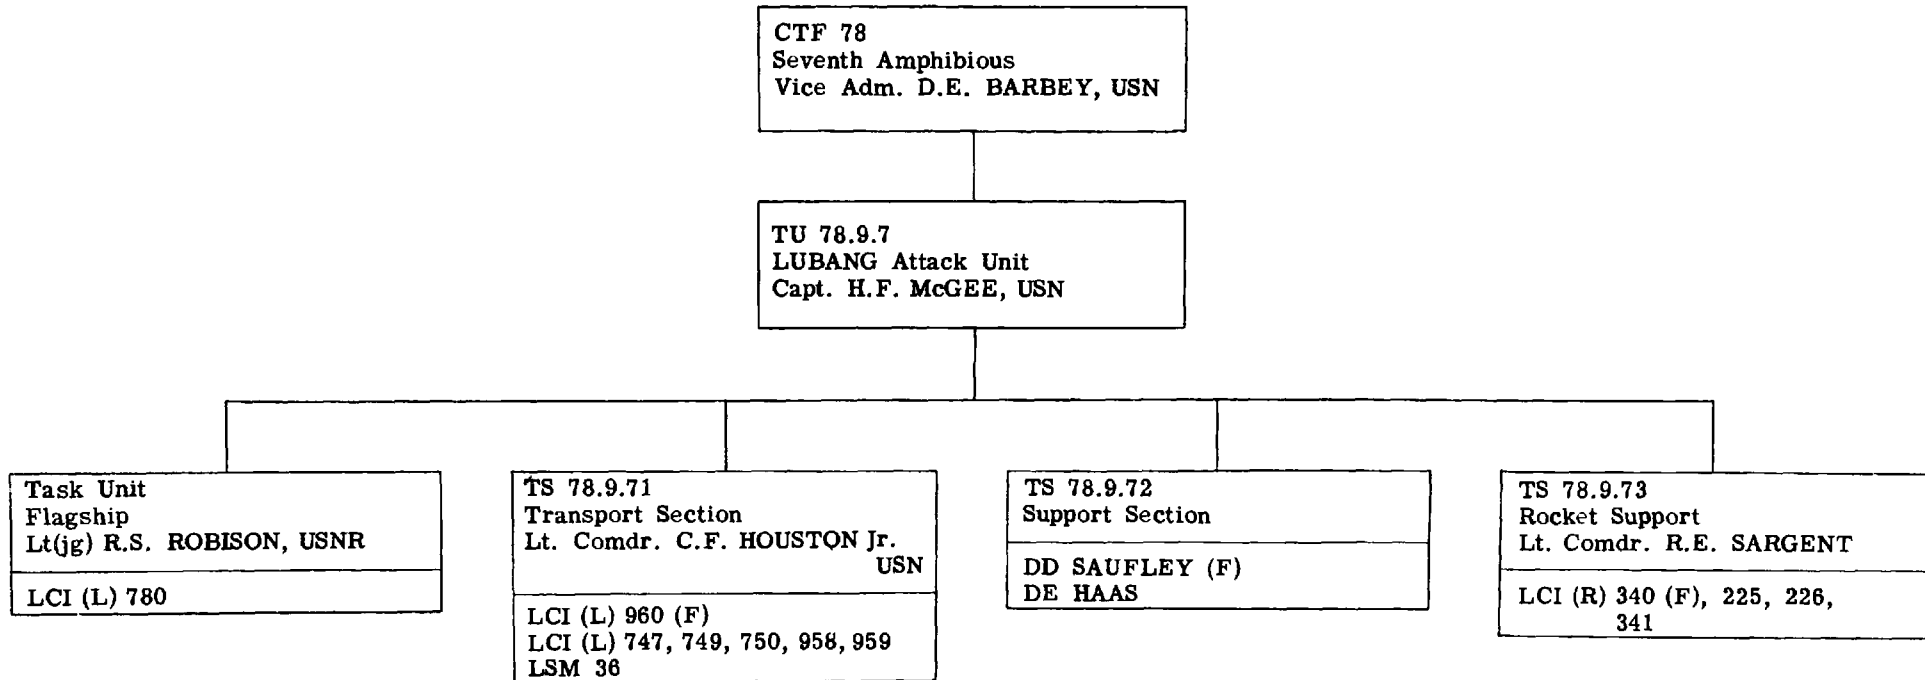 CTF 78
Seventh Amphibious
Vice Adm. D.E. BARBEY, USN
TU 78.9.7
LUBANG Attack Unit
Capt. H.F. McGEE, USN
Task Unit
Flagship
Lt(jg) R.S. ROBISON, USNR
LCI (L) 780
TS 78.9.71
Transport Section
Lt. Comdr. C.F. HOUSTON Jr.
USN
LCI (L) 960 (F)
LCI (L) 747, 749, 750, 958, 959
LSM 36
TS 78.9.72
Support Section
DD SAUFLEY (F)
DE HAAS
TS 78.9.73
Rocket Support
Lt. Comdr. R.E. SARGENT
LCI (R) 340 (F), 225, 226,
341